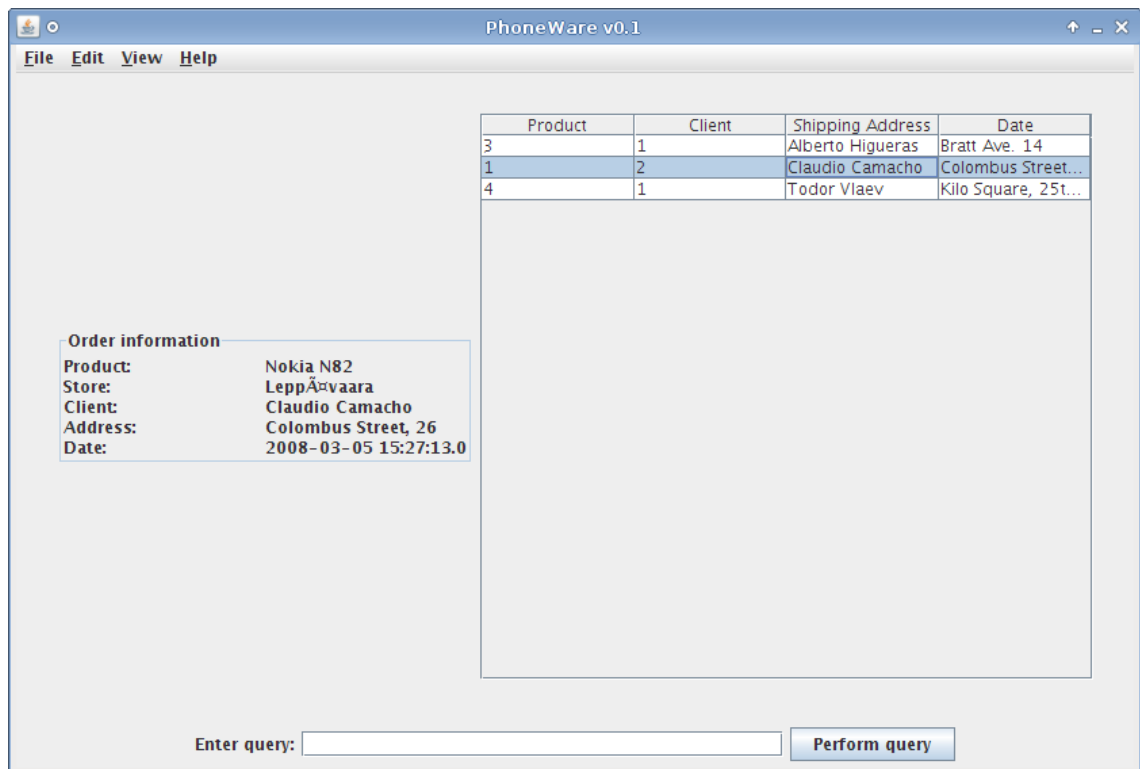 PhoneWare v0.1
File Edit View Help
Product Client Shipping Address Date
3 1 Alberto Higueras Bratt Ave. 14
1 2 Claudio Camacho Colombus Street...
4 1 Todor Vlaev Kilo Square, 25t...
Order information
Product: Nokia N82
Store: LeppÃ¤vaara
Client: Claudio Camacho
Address: Colombus Street, 26
Date: 2008-03-05 15:27:13.0
Enter query: Perform query